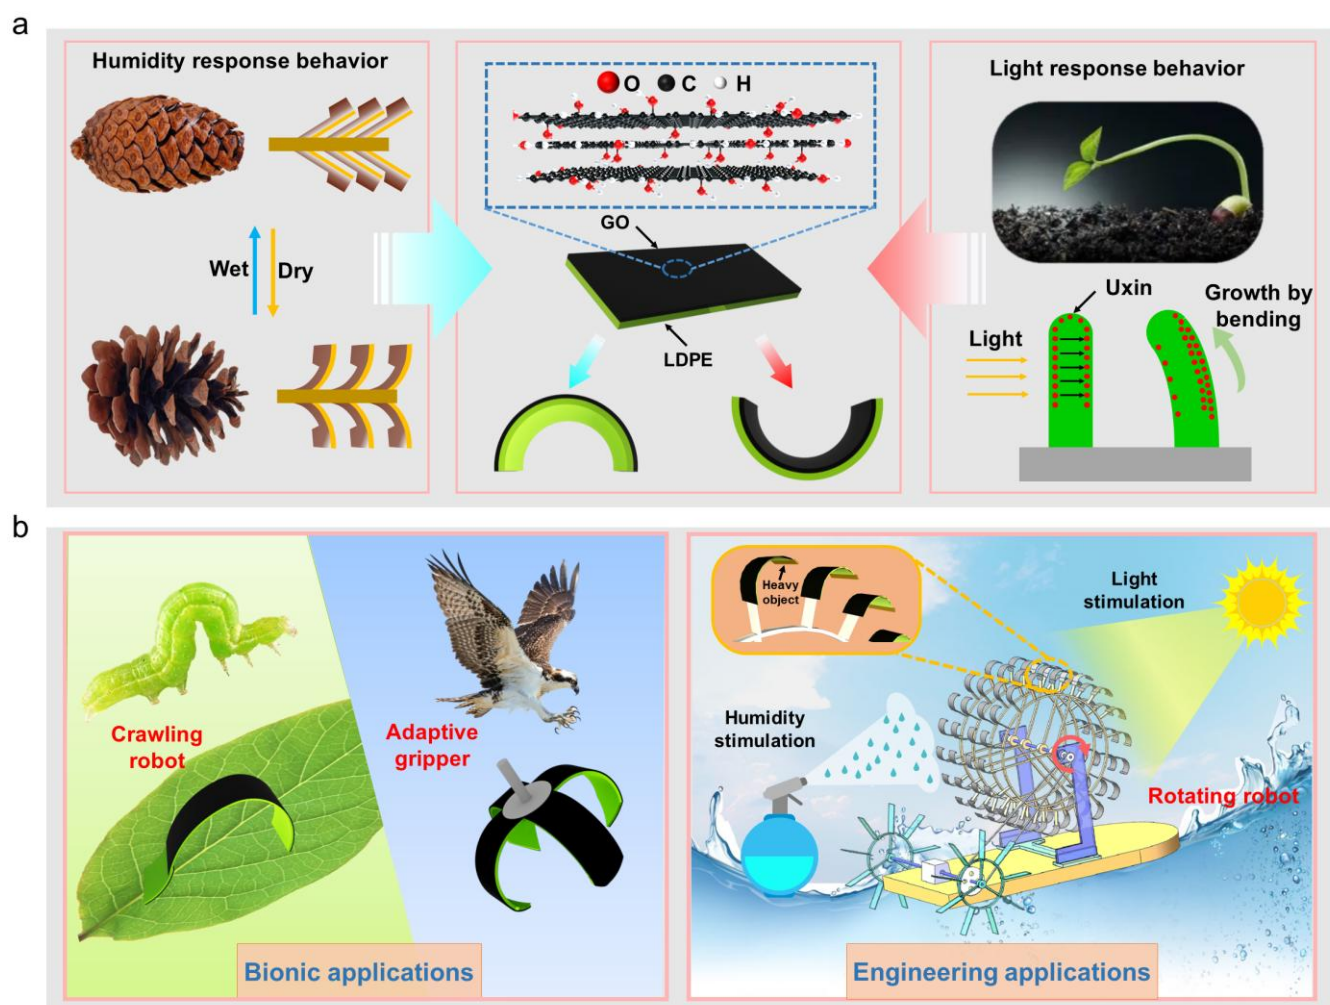 a
Humidity response behavior
Wet
Dry
O C H
GO
LDPE
Light response behavior
Uxin
Light
Growth by
bending
b
Crawling
robot
Adaptive
gripper
Bionic applications
Heavy
object
Light
stimulation
Humidity
stimulation
Rotating robot
Engineering applications